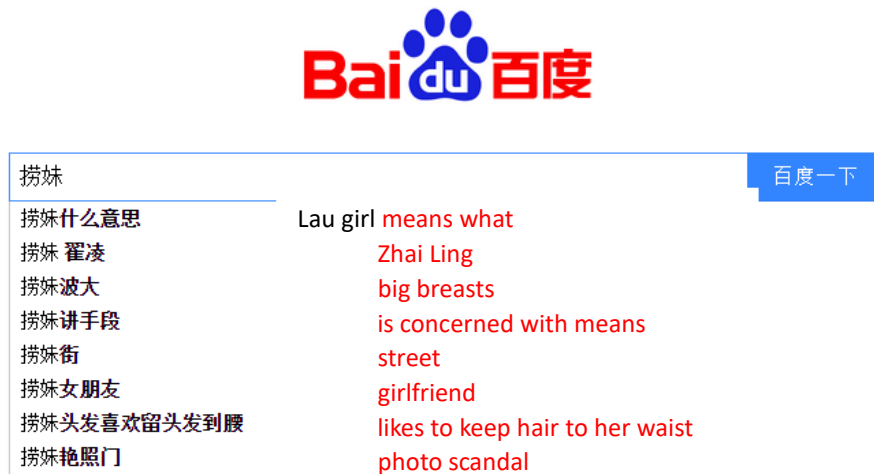 Bai du 百度
捞妹 百度一下
捞妹什么意思 Lau girl means what
捞妹 翟凌 Zhai Ling
捞妹波大 big breasts
捞妹讲手段 is concerned with means
捞妹街 street
捞妹女朋友 girlfriend
捞妹头发喜欢留头发到腰 likes to keep hair to her waist
捞妹艳照门 photo scandal